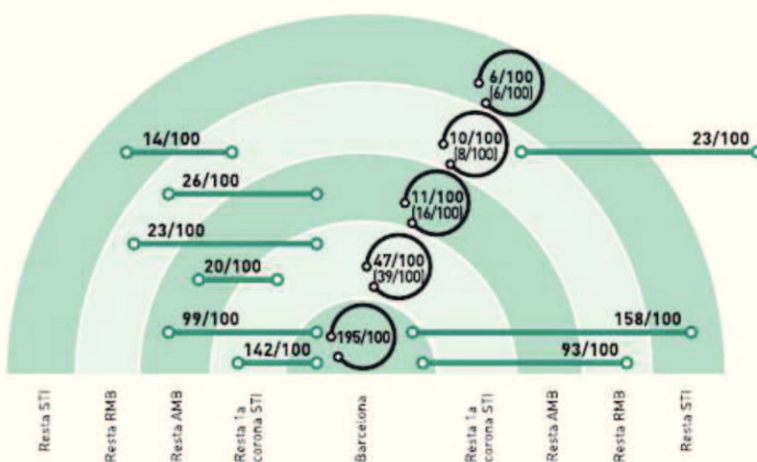 6/100
(6/100)
14/100
10/100
(8/100)
23/100
26/100
11/100
(16/100)
23/100
47/100
(39/100)
20/100
99/100
195/100
158/100
142/100
93/100
Resta STI
Resta RMB
Resta AMB
Resta 1a
corona STI
Barcelona
Resta 1a
corona STI
Resta AMB
Resta RMB
Resta STI